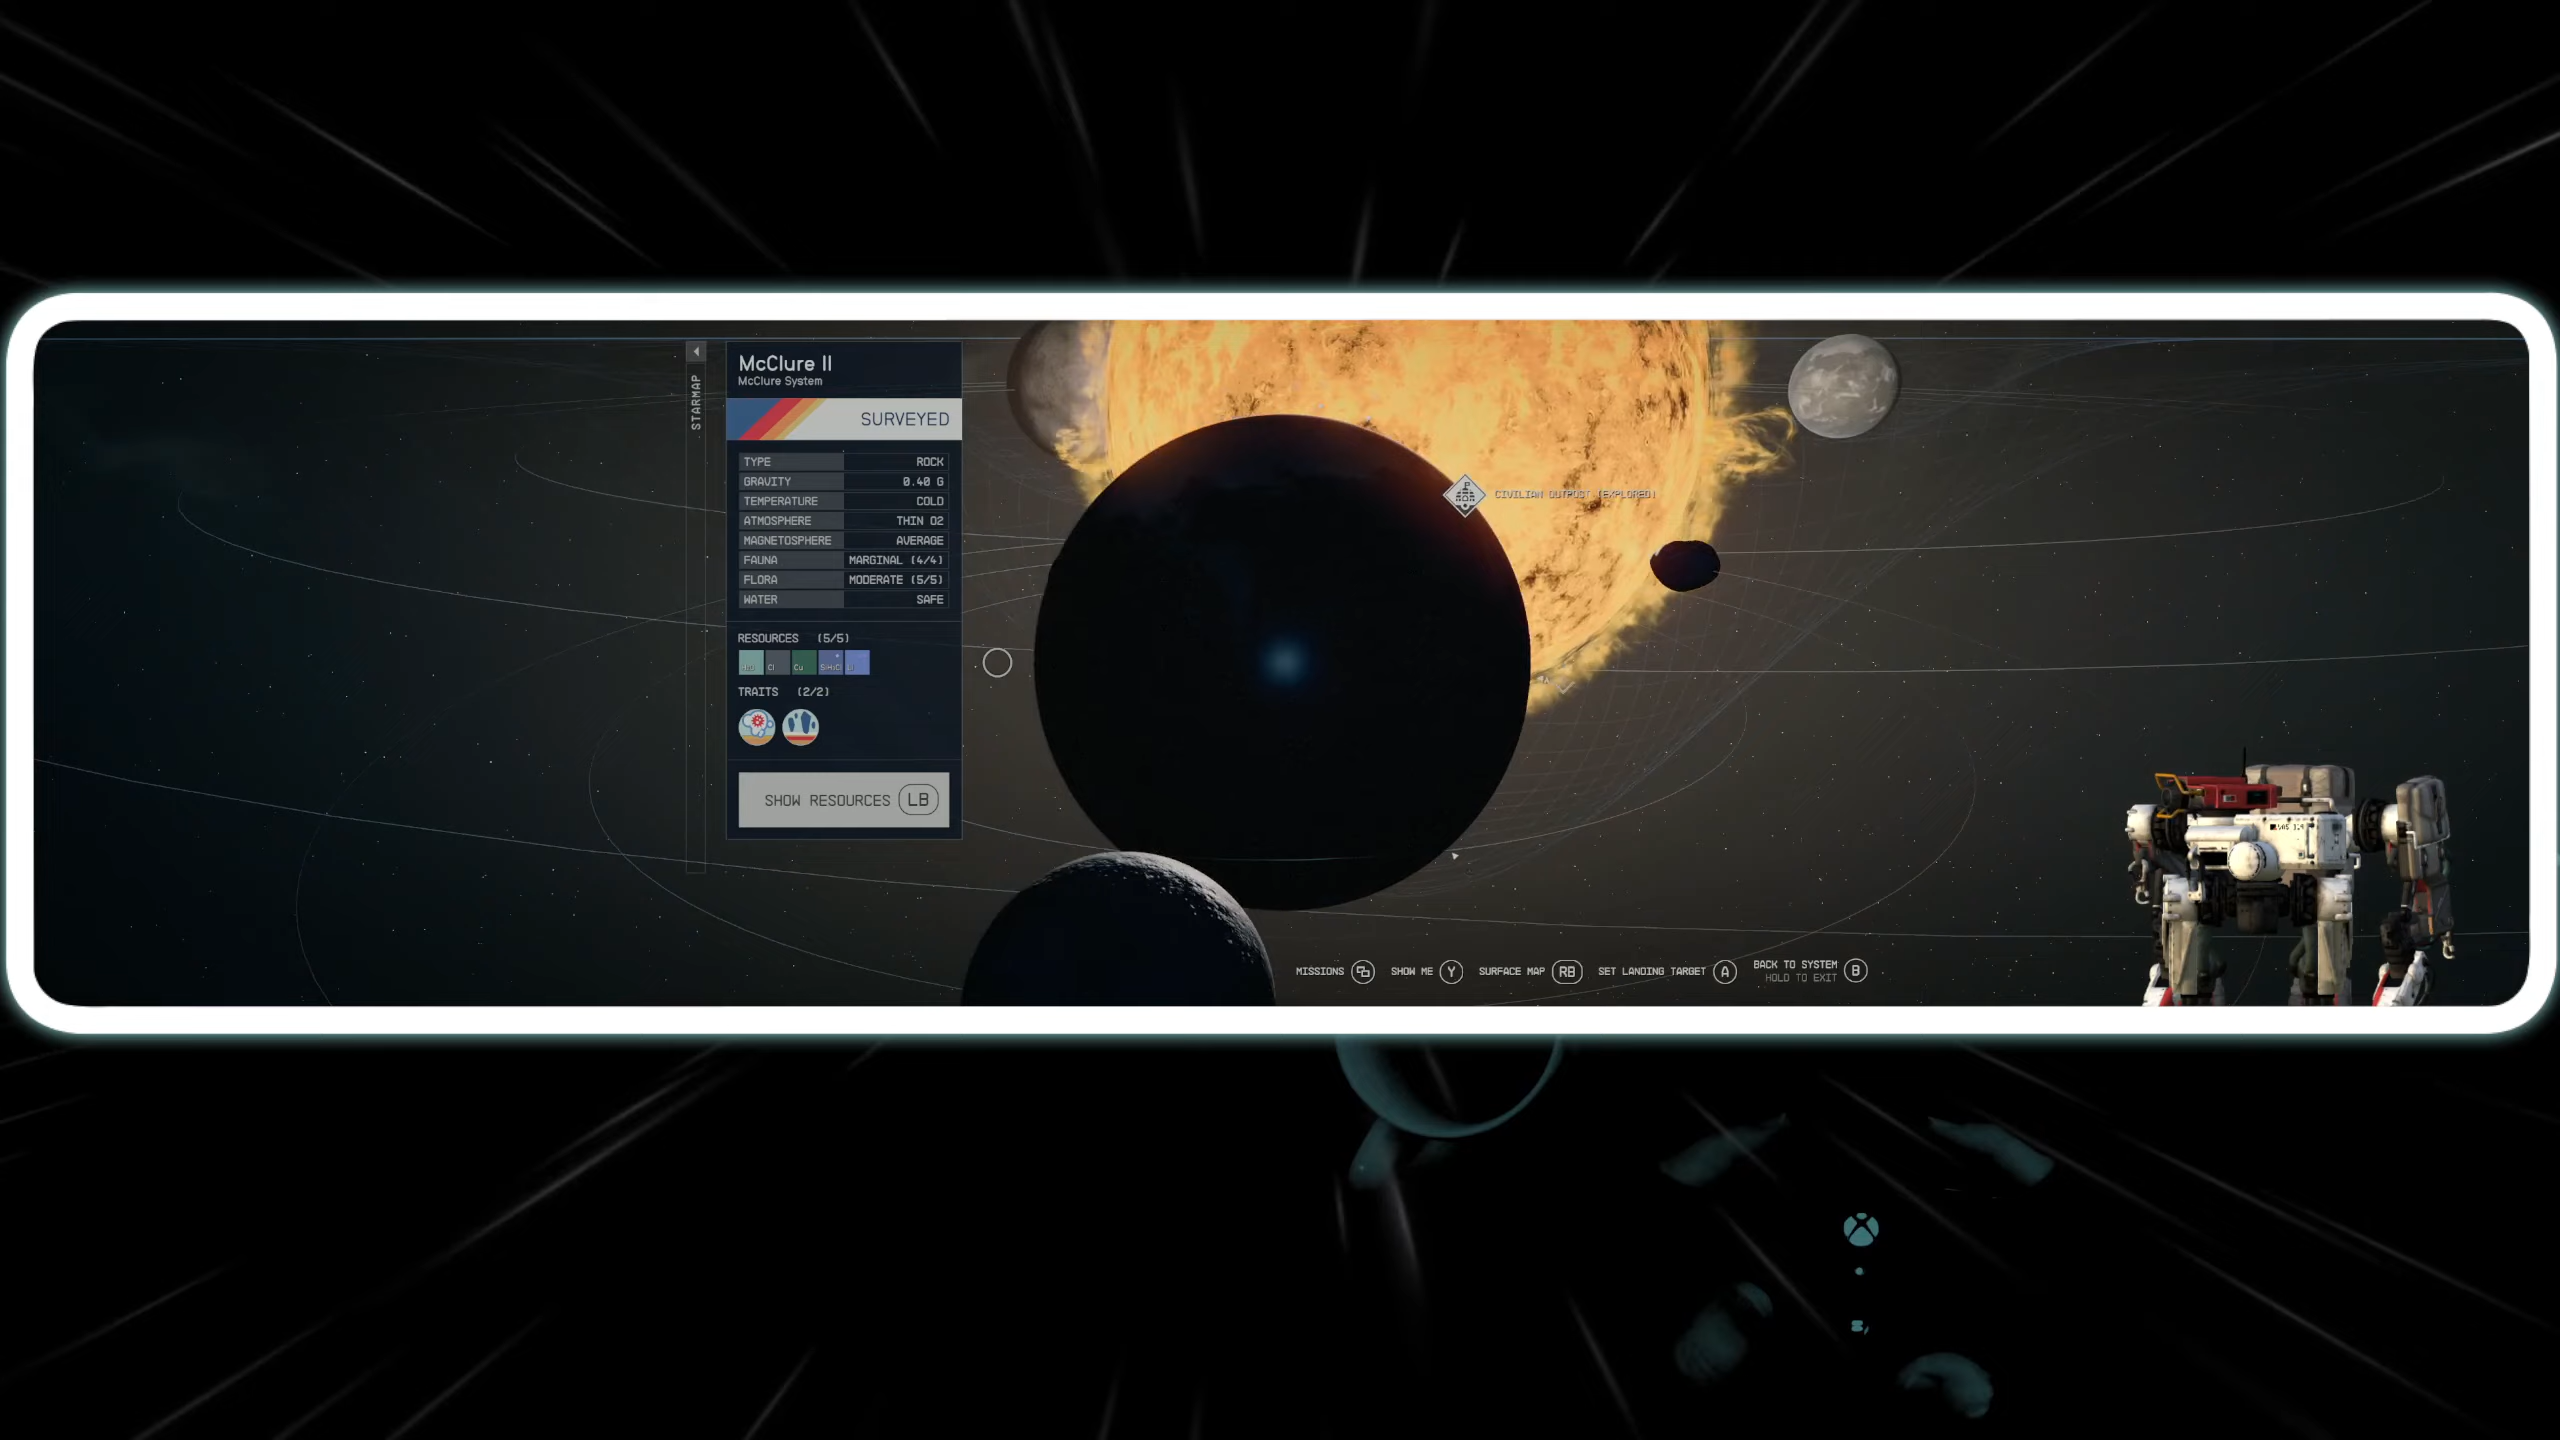 STARMAP
McClure II
McClure System
SURVEYED
TYPE ROCK
GRAVITY 0.40 G
TEMPERATURE COLD
ATMOSPHERE THIN O2
MAGNETOSPHERE AVERAGE
FAUNA MARGINAL (4/4)
FLORA MODERATE (5/5)
WATER SAFE
RESOURCES (5/5)
Cl Cu
TRAITS (2/2)
SHOW RESOURCES LB
CIVILIAN OUTPOST (EXPLORED)
MISSIONS SHOW ME Y SURFACE MAP RB SET LANDING TARGET A BACK TO SYSTEM B
HOLD TO EXIT